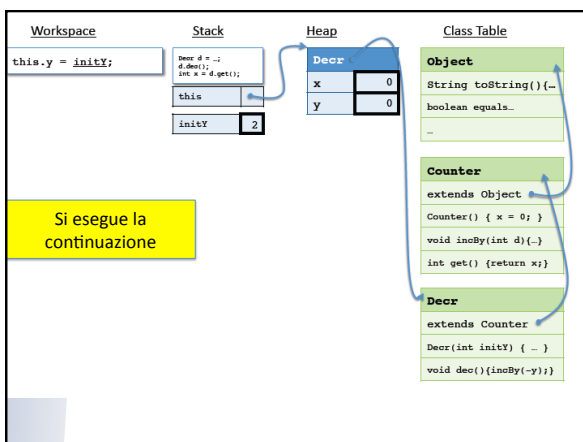 Workspace
Stack
Heap
Class Table
this.y = initY;
Decr d = …;
d.dec();
int x = d.get();
this
initY 2
Decr
x 0
y 0
Object
String toString(){…
boolean equals…
…
Counter
extends Object
Counter() { x = 0; }
void incBy(int d){…}
int get() {return x;}
Decr
extends Counter
Decr(int initY) { … }
void dec(){incBy(-y);}
Si esegue la
continuazione